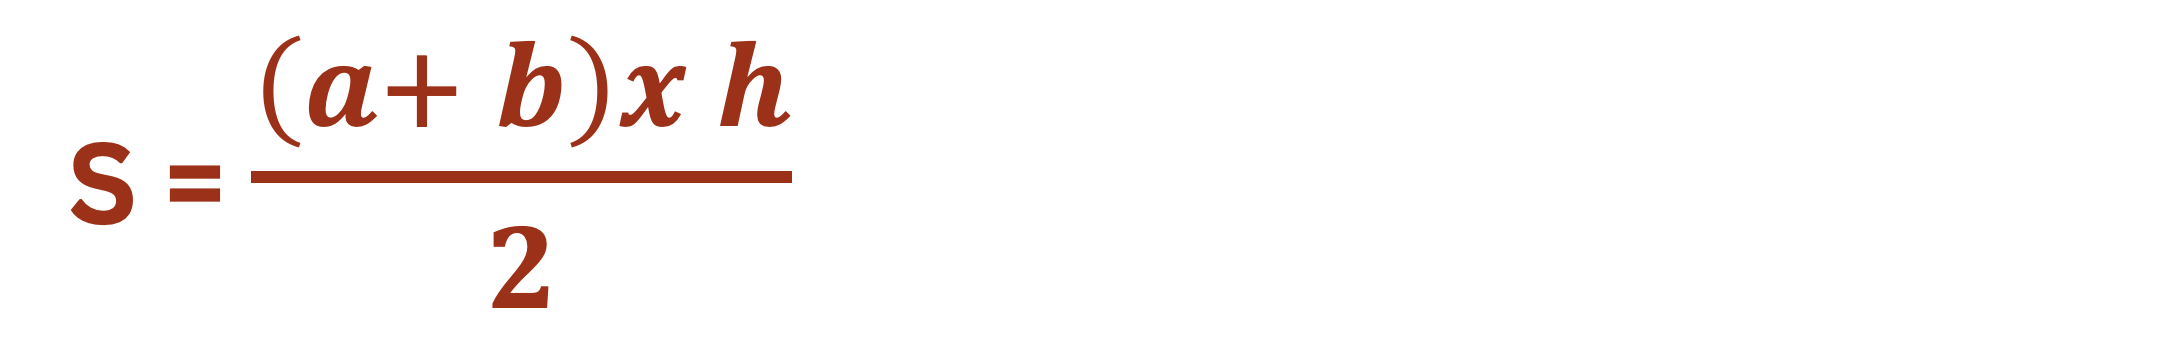 S = (a+ b)x h / 2